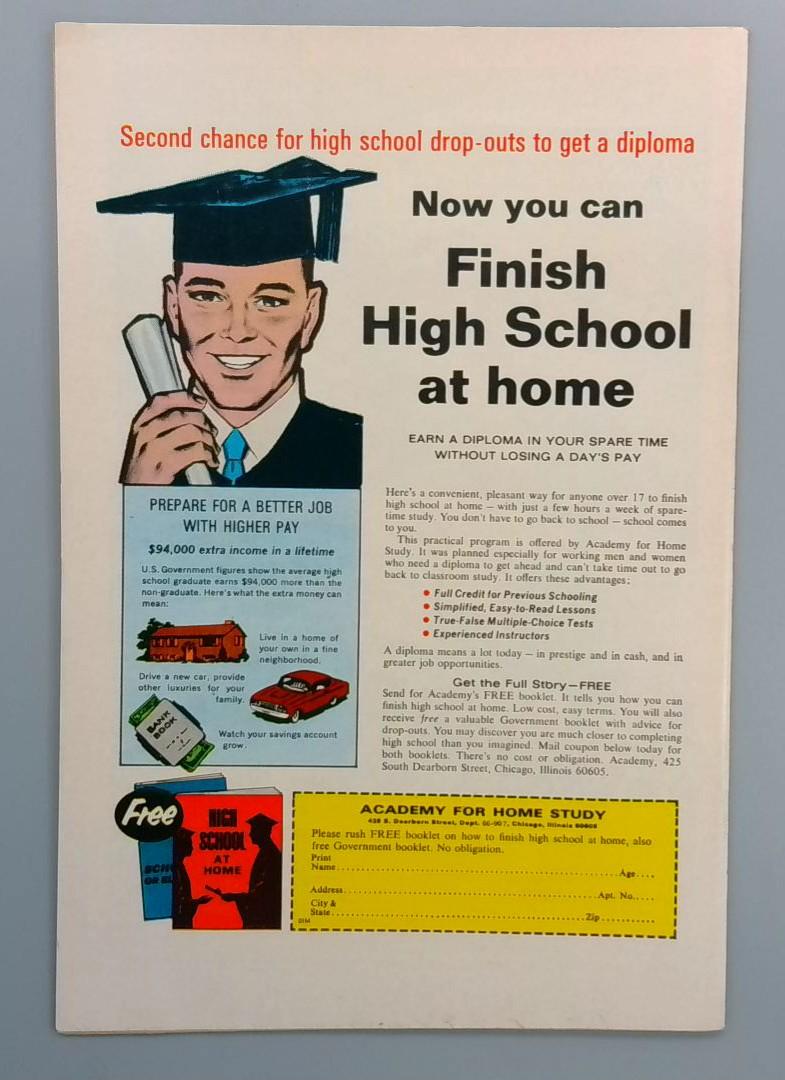 Second chance for high school drop-outs to get a diploma
Now you can
Finish
High School
at home
EARN A DIPLOMA IN YOUR SPARE TIME
WITHOUT LOSING A DAY'S PAY
PREPARE FOR A BETTER JOB
WITH HIGHER PAY
$94,000 extra income in a lifetime
U.S. Government figures show the average high
school graduate earns $94,000 more than the
non-graduate. Here's what the extra money can
mean:
Live in a home of
your own in a fine
neighborhood.
Drive a new car, provide
other luxuries for your
family.
BANK
BOOK
Watch your savings account
grow.
Here's a convenient, pleasant way for anyone over 17 to finish
high school at home — with just a few hours a week of spare-
time study. You don't have to go back to school — school comes
to you.
This practical program is offered by Academy for Home
Study. It was planned especially for working men and women
who need a diploma to get ahead and can't take time out to go
back to classroom study. It offers these advantages:
• Full Credit for Previous Schooling
• Simplified, Easy-to-Read Lessons
• True-False Multiple-Choice Tests
• Experienced Instructors
A diploma means a lot today — in prestige and in cash, and in
greater job opportunities.
Get the Full Story—FREE
Send for Academy's FREE booklet. It tells you how you can
finish high school at home. Low cost, easy terms. You will also
receive free a valuable Government booklet with advice for
drop-outs. You may discover you are much closer to completing
high school than you imagined. Mail coupon below today for
both booklets. There's no cost or obligation. Academy, 425
South Dearborn Street, Chicago, Illinois 60605.
Free
HIGH
SCHOOL
AT
HOME
OR
ACADEMY FOR HOME STUDY
425 S. Dearborn Street, Dept. 66-907, Chicago, Illinois 60605
Please rush FREE booklet on how to finish high school at home, also
free Government booklet. No obligation.
Print
Name........Age....
Address........Apt. No.....
City &
State........Zip........